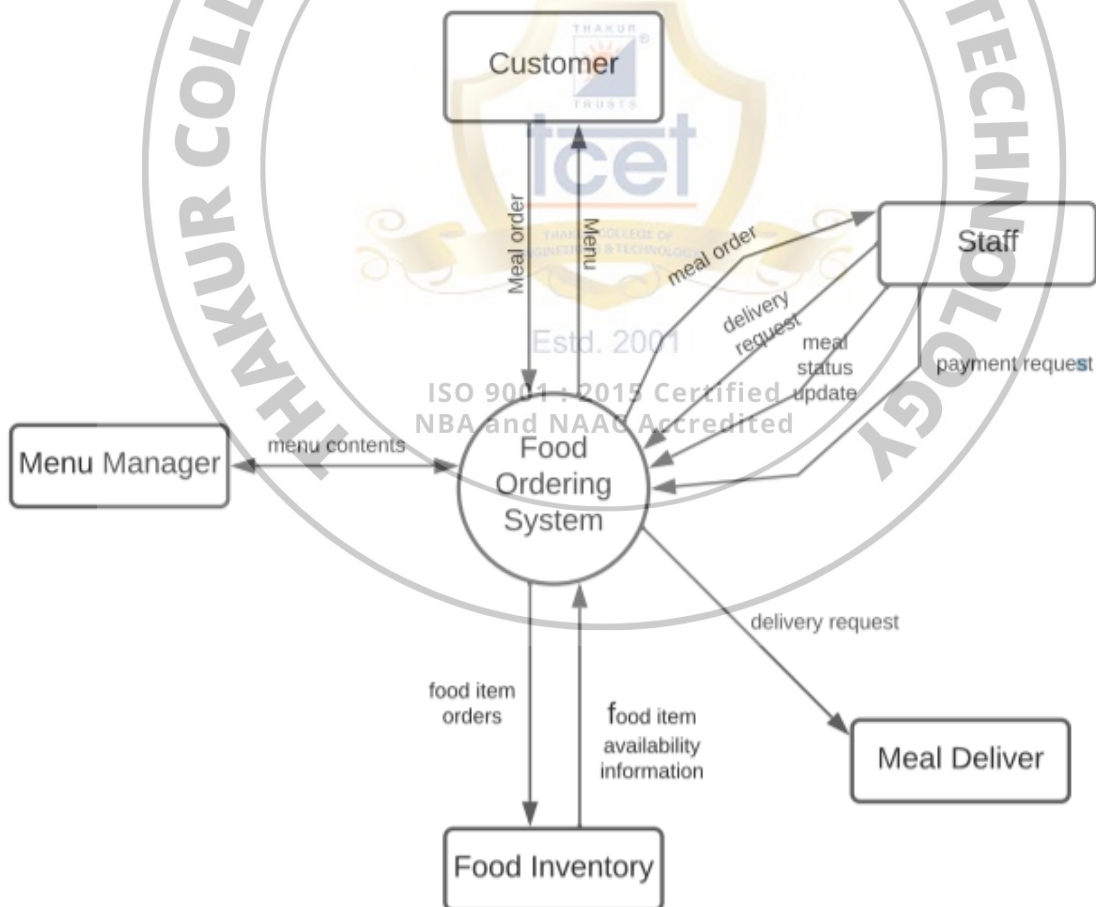 THAKUR COLL
TECHNOLOGY
THAKUR
®
TRUSTS
tcet
THAKUR COLLEGE OF
ENGINEERING & TECHNOLOGY
Estd. 2001
ISO 9001 : 2015 Certified
NBA and NAAC Accredited
Customer
Meal order
Menu
meal order
Staff
delivery
request
meal
status
update
payment request
Menu Manager
menu contents
Food
Ordering
System
delivery request
food item
orders
food item
availability
information
Meal Deliver
Food Inventory